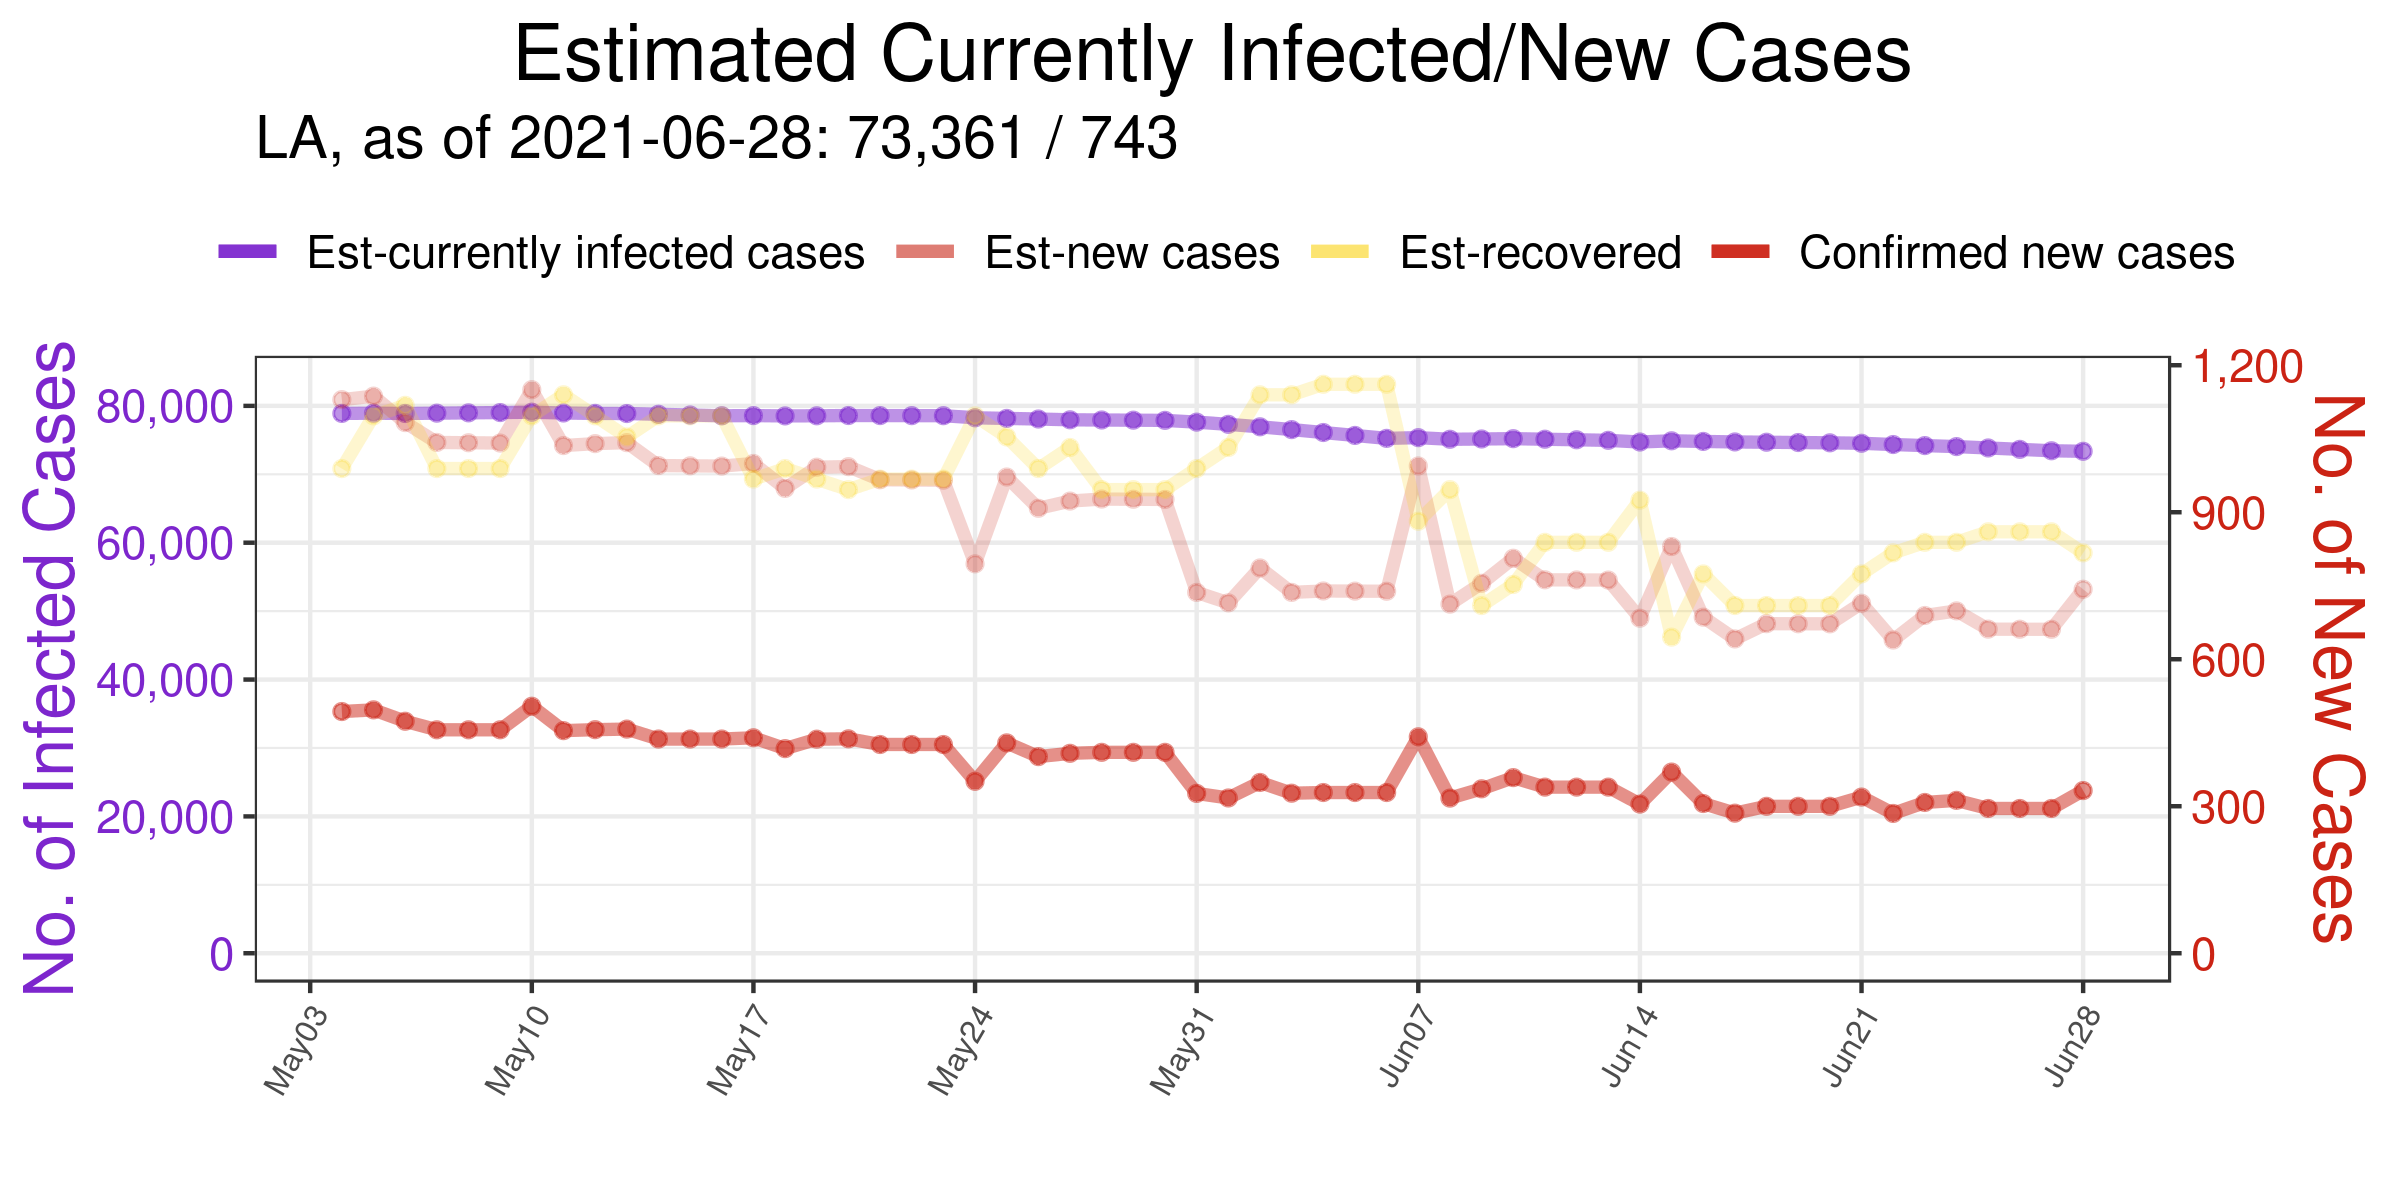 Estimated Currently Infected/New Cases
LA, as of 2021-06-28: 73,361 / 743
Est-currently infected cases Est-new cases Est-recovered Confirmed new cases
No. of Infected Cases
80,000
60,000
40,000
20,000
0
1,200
900
600
300
0
No. of New Cases
May03 May10 May17 May24 May31 Jun07 Jun14 Jun21 Jun28